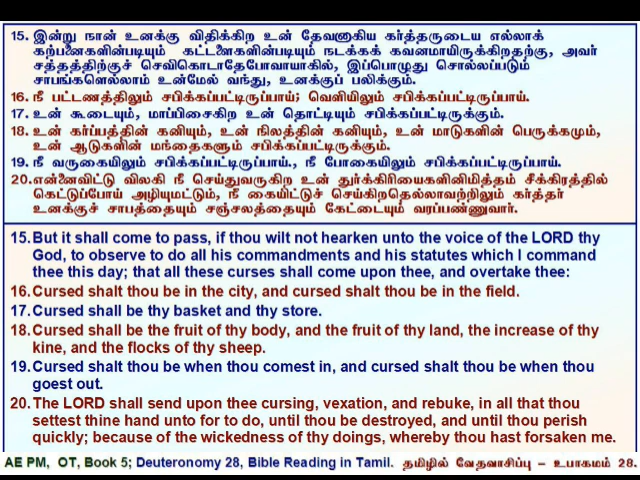 15. இன்று நான் உனக்கு விதிக்கிற உன் தேவனாகிய கர்த்தருடைய எல்லாக்
கற்பனைகளின்படியும் கட்டளைகளின்படியும் நடக்கக் கவனமாயிருக்கிறதற்கு, அவர்
சத்தத்திற்குச் செவிகொடாதேபோவாயாகில், இப்பொழுது சொல்லப்படும்
சாபங்களெல்லாம் உன்மேல் வந்து, உனக்குப் பலிக்கும்.
16. நீ பட்டணத்திலும் சபிக்கப்பட்டிருப்பாய்; வெளியிலும் சபிக்கப்பட்டிருப்பாய்.
17. உன் கூடையும், மாப்பிசைகிற உன் தொட்டியும் சபிக்கப்பட்டிருக்கும்.
18. உன் கர்ப்பத்தின் கனியும், உன் நிலத்தின் கனியும், உன் மாடுகளின் பெருக்கமும்,
உன் ஆடுகளின் மந்தைகளும் சபிக்கப்பட்டிருக்கும்.
19. நீ வருகையிலும் சபிக்கப்பட்டிருப்பாய்., நீ போகையிலும் சபிக்கப்பட்டிருப்பாய்.
20. என்னைவிட்டு விலகி நீ செய்துவருகிற உன் துர்க்கிரியைகளினிமித்தம் சீக்கிரத்தில்
கெட்டுப்போய் அழியுமட்டும், நீ கையிட்டுச் செய்கிறதெல்லாவற்றிலும் கர்த்தர்
உனக்குச் சாபத்தையும் சஞ்சலத்தையும் கேட்டையும் வரப்பண்ணுவார்.
15. But it shall come to pass, if thou wilt not hearken unto the voice of the LORD thy
God, to observe to do all his commandments and his statutes which I command
thee this day; that all these curses shall come upon thee, and overtake thee:
16. Cursed shalt thou be in the city, and cursed shalt thou be in the field.
17. Cursed shall be thy basket and thy store.
18. Cursed shall be the fruit of thy body, and the fruit of thy land, the increase of thy
kine, and the flocks of thy sheep.
19. Cursed shalt thou be when thou comest in, and cursed shalt thou be when thou
goest out.
20. The LORD shall send upon thee cursing, vexation, and rebuke, in all that thou
settest thine hand unto for to do, until thou be destroyed, and until thou perish
quickly; because of the wickedness of thy doings, whereby thou hast forsaken me.
AE PM, OT, Book 5; Deuteronomy 28, Bible Reading in Tamil. தமிழில் வேதவாசிப்பு – உபாகமம் 28.